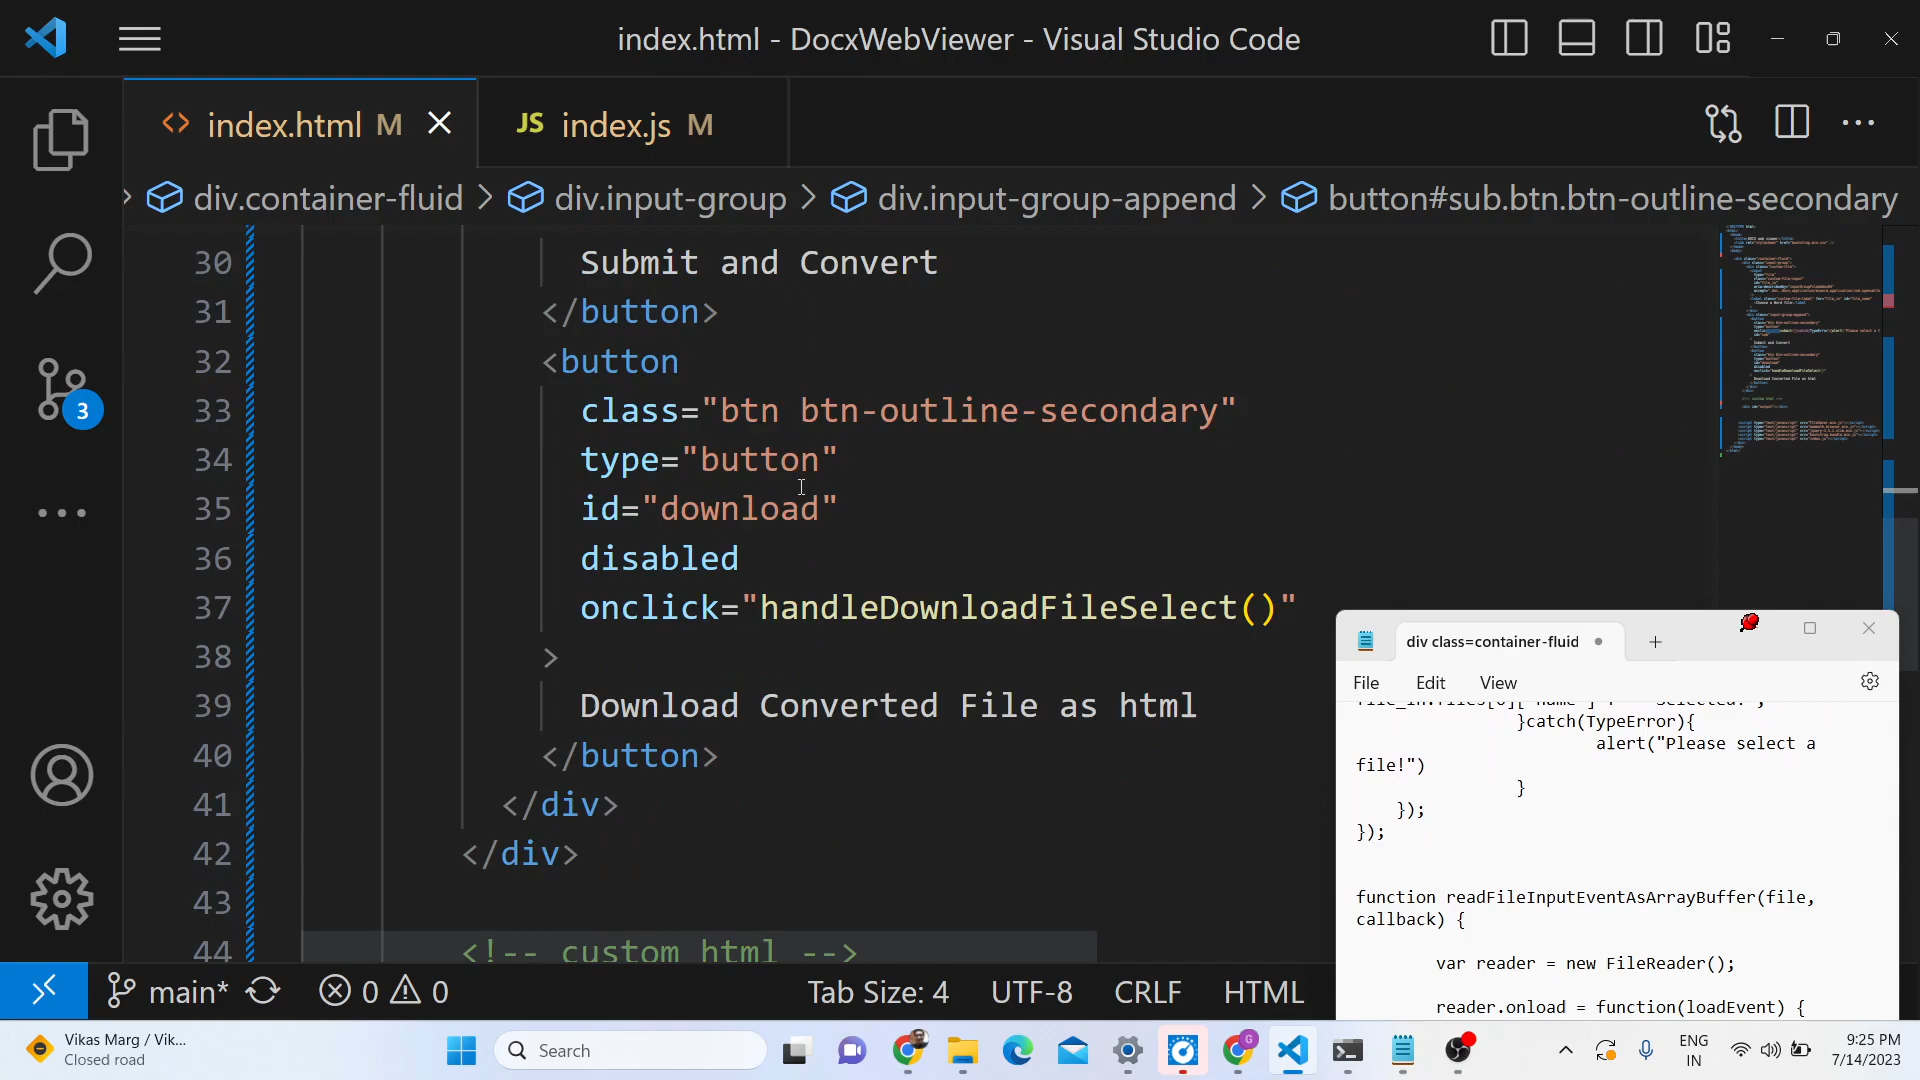 index.html - DocxWebViewer - Visual Studio Code
index.html M
JS index.js M
div.container-fluid > div.input-group > div.input-group-append > button#sub.btn.btn-outline-secondary
30 Submit and Convert
31 </button>
32 <button
33 class="btn btn-outline-secondary"
34 type="button"
35 id="download"
36 disabled
37 onclick="handleDownloadFileSelect()"
38 >
39 Download Converted File as html
40 </button>
41 </div>
42 </div>
43
44 <!-- custom html -->
3
div class=container-fluid
File Edit View
}catch(TypeError){
alert("Please select a
file!")
}
});
});
function readFileInputEventAsArrayBuffer(file,
callback) {
var reader = new FileReader();
reader.onload = function(loadEvent) {
main* 0 0 Tab Size: 4 UTF-8 CRLF HTML
Vikas Marg / Vik...
Closed road
Search
G
ENG
IN
9:25 PM
7/14/2023